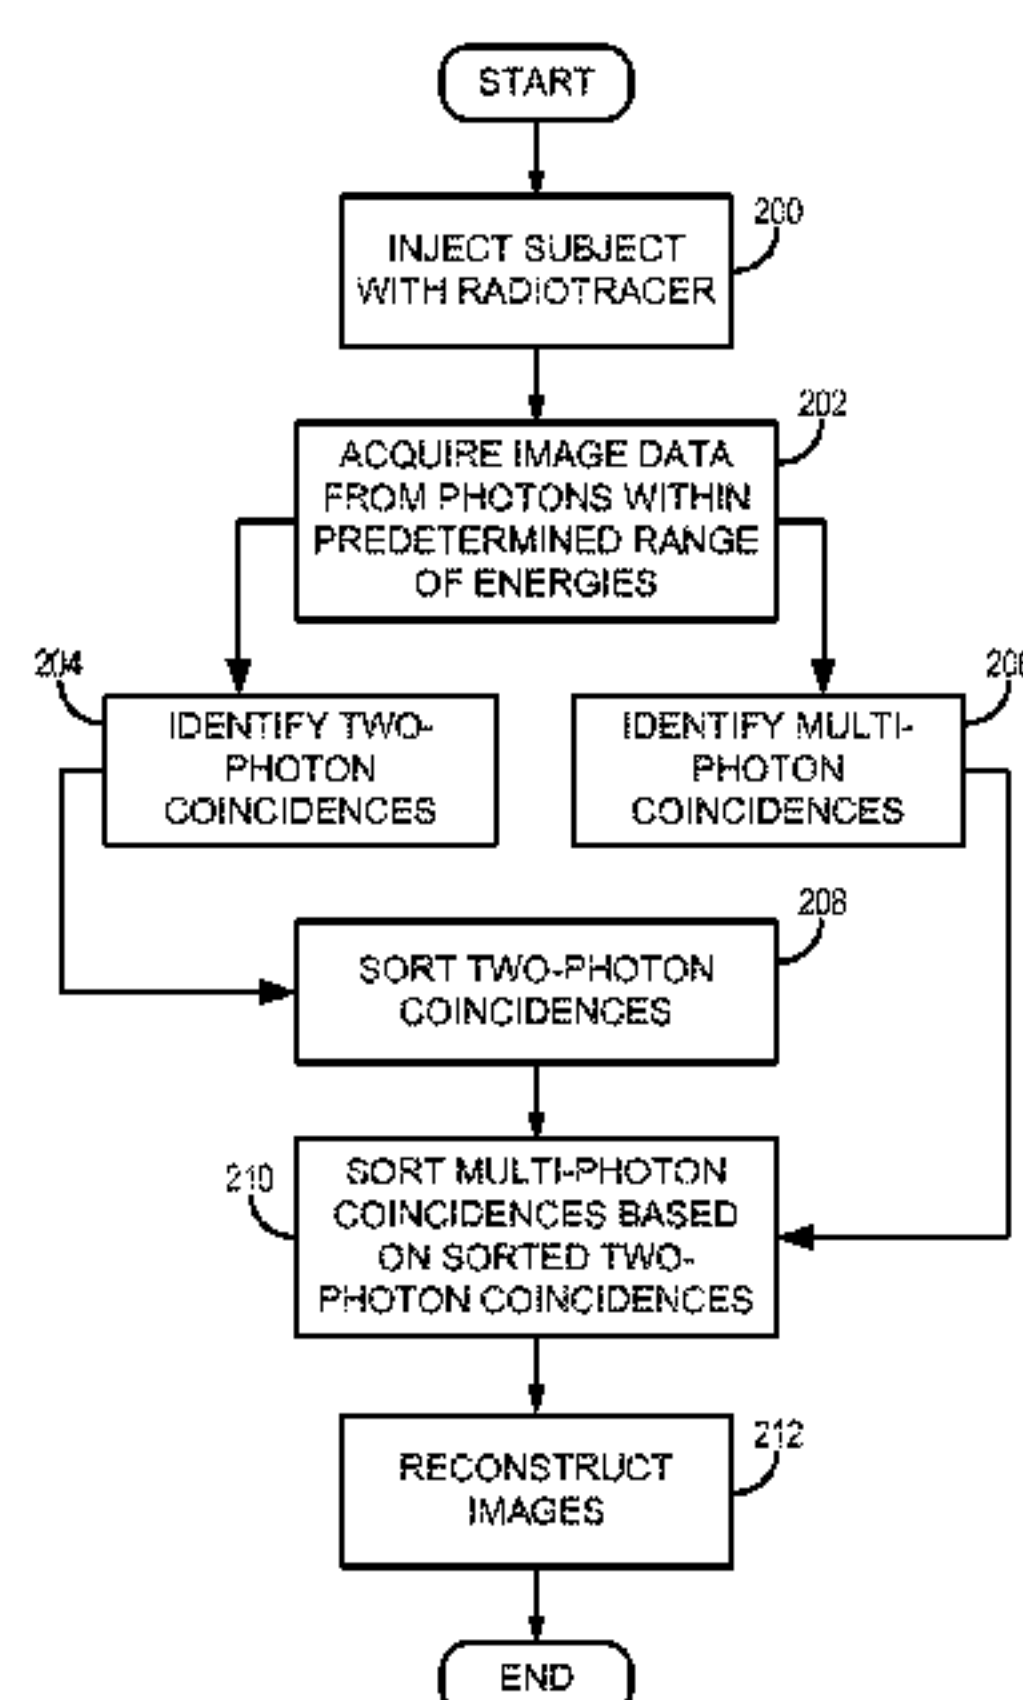 START
200
INJECT SUBJECT
WITH RADIOTRACER
202
ACQUIRE IMAGE DATA
FROM PHOTONS WITHIN
PREDETERMINED RANGE
OF ENERGIES
204
IDENTIFY TWO-
PHOTON
COINCIDENCES
206
IDENTIFY MULTI-
PHOTON
COINCIDENCES
208
SORT TWO-PHOTON
COINCIDENCES
210
SORT MULTI-PHOTON
COINCIDENCES BASED
ON SORTED TWO-
PHOTON COINCIDENCES
212
RECONSTRUCT
IMAGES
END